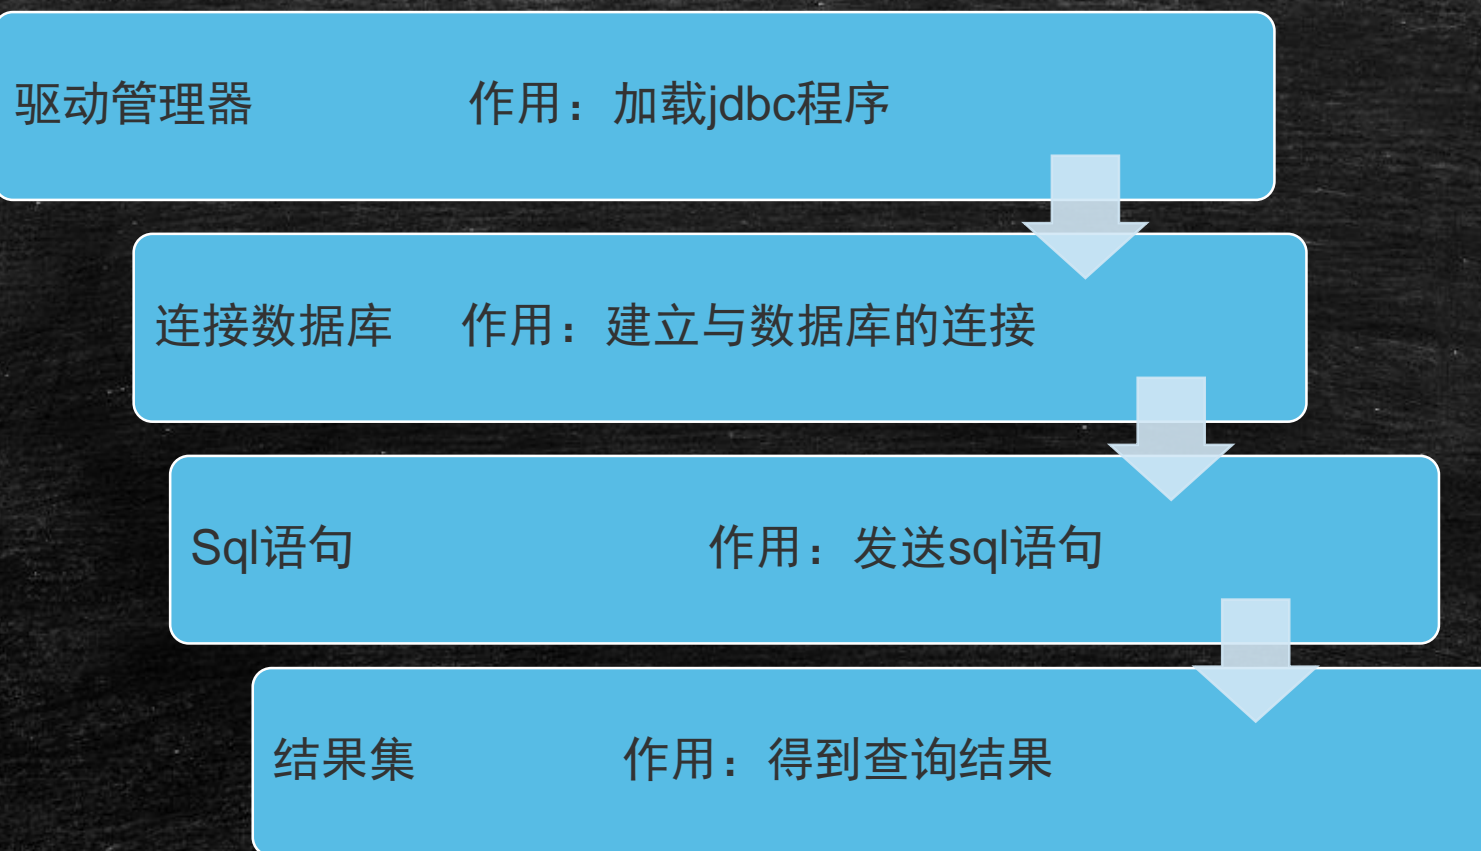 驱动管理器 作用：加载jdbc程序
连接数据库 作用：建立与数据库的连接
Sql语句 作用：发送sql语句
结果集 作用：得到查询结果